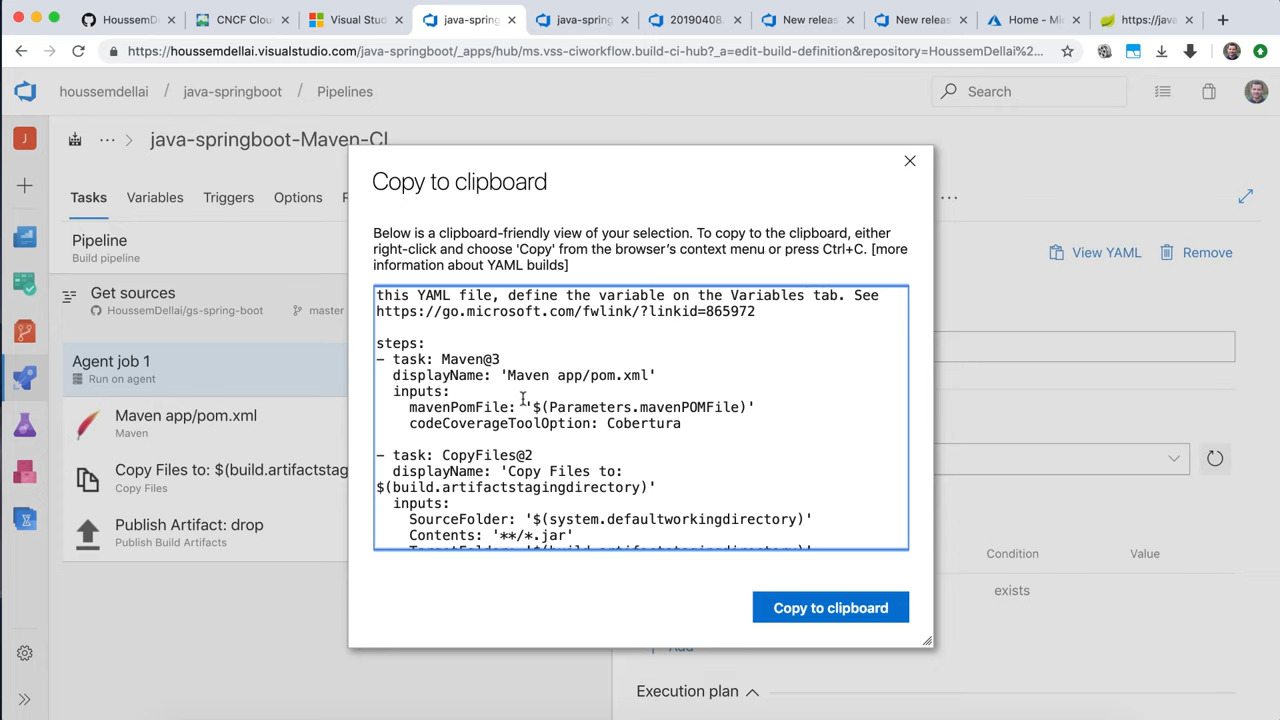 HoussemD
CNCF Clou
Visual Stud
java-spring
java-spring
20190408.
New releas
New releas
Home - Mic
https://java
https://houssemdellai.visualstudio.com/java-springboot/_apps/hub/ms.vss-ciworkflow.build-ci-hub?_a=edit-build-definition&repository=HoussemDellai%2...
houssemdellai / java-springboot / Pipelines
Search
J
java-springboot-Maven-CI
Tasks
Variables
Triggers
Options
Copy to clipboard
Below is a clipboard-friendly view of your selection. To copy to the clipboard, either
right-click and choose 'Copy' from the browser's context menu or press Ctrl+C. [more
information about YAML builds]
Pipeline
Build pipeline
View YAML
Remove
Get sources
HoussemDellai/gs-spring-boot
master
Agent job 1
Run on agent
Maven app/pom.xml
Maven
Copy Files to: $(build.artifactstag
Copy Files
Publish Artifact: drop
Publish Build Artifacts
this YAML file, define the variable on the Variables tab. See
https://go.microsoft.com/fwlink/?linkid=865972
steps:
- task: Maven@3
displayName: 'Maven app/pom.xml'
inputs:
mavenPomFile: '$(Parameters.mavenPOMFile)'
codeCoverageToolOption: Cobertura
- task: CopyFiles@2
displayName: 'Copy Files to:
$(build.artifactstagingdirectory)'
inputs:
SourceFolder: '$(system.defaultworkingdirectory)'
Contents: '**/*.jar'
Copy to clipboard
Condition
Value
exists
Execution plan